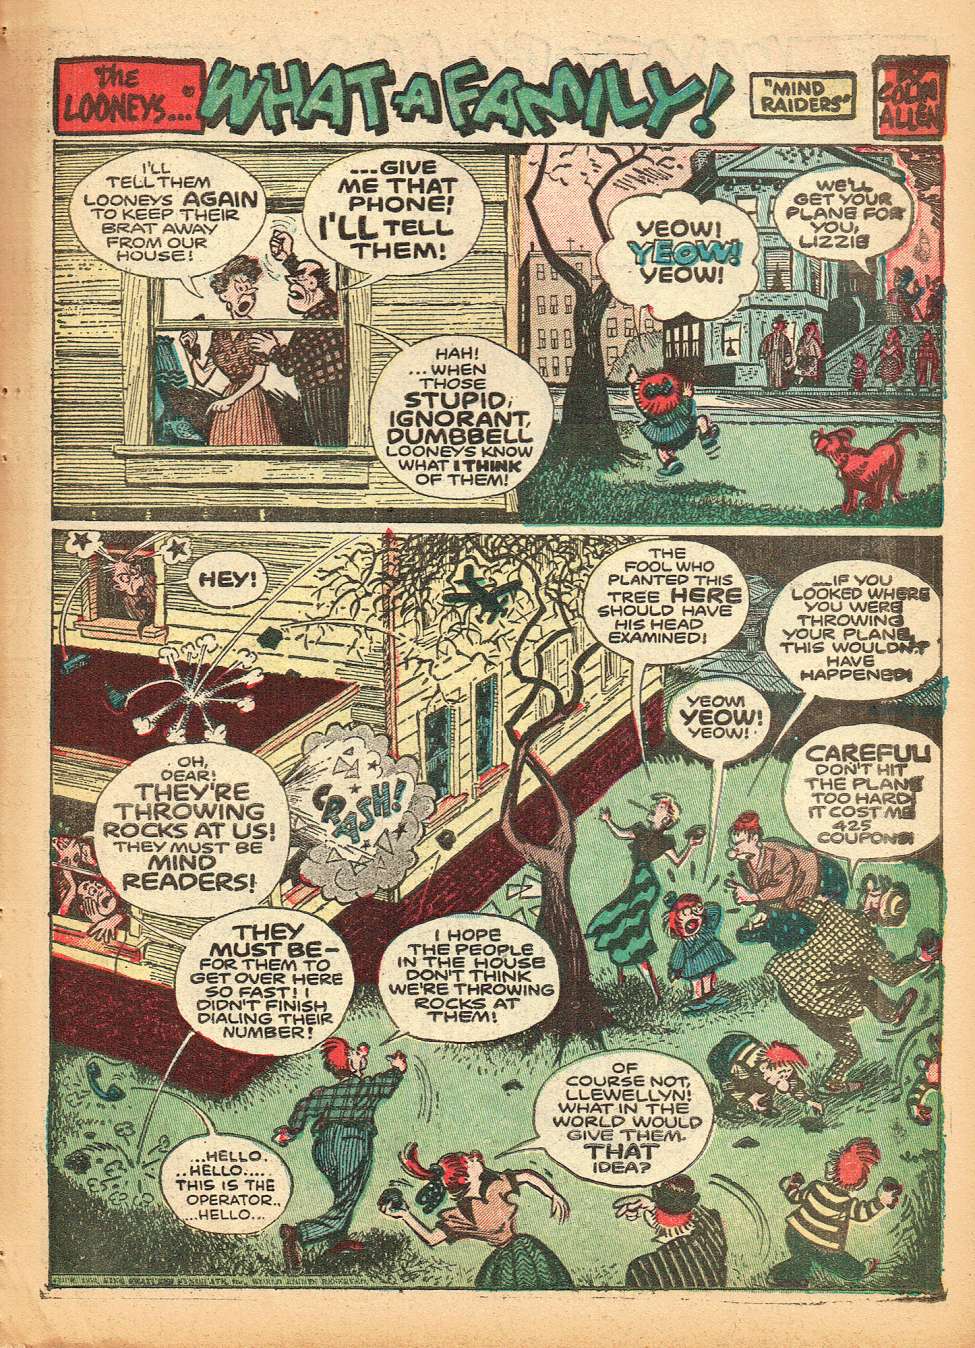 the
LOONEYS...
WHAT A FAMILY!
"MIND
RAIDERS"
BY
COLIN
ALLEN
I'LL
TELL THEM
LOONEYS AGAIN
TO KEEP THEIR
BRAT AWAY
FROM OUR
HOUSE!
...GIVE
ME THAT
PHONE!
I'LL TELL
THEM!
HAH!
...WHEN
THOSE
STUPID,
IGNORANT,
DUMBBELL
LOONEYS KNOW
WHAT I THINK
OF THEM!
YEOW!
YEOW!
YEOW!
WE'LL
GET YOUR
PLANE FOR
YOU,
LIZZIE
HEY!
THE
FOOL WHO
PLANTED THIS
TREE HERE
SHOULD HAVE
HIS HEAD
EXAMINED!
....IF YOU
LOOKED WHERE
YOU WERE
THROWING
YOUR PLANE,
THIS WOULDN'T
HAVE
HAPPENED!
YEOW!
YEOW!
YEOW!
CAREFUL!
DON'T HIT
THE PLANE
TOO HARD!
IT COST ME
425
COUPONS!
OH,
DEAR!
THEY'RE
THROWING
ROCKS AT US!
THEY MUST BE
MIND
READERS!
CRASH!
THEY
MUST BE—
FOR THEM TO
GET OVER HERE
SO FAST! I
DIDN'T FINISH
DIALING THEIR
NUMBER!
I HOPE
THE PEOPLE
IN THE HOUSE
DON'T THINK
WE'RE THROWING
ROCKS AT
THEM!
OF
COURSE NOT,
LLEWELLYN!
WHAT IN THE
WORLD WOULD
GIVE THEM
THAT
IDEA?
...HELLO.
..HELLO....
THIS IS THE
OPERATOR..
...HELLO...